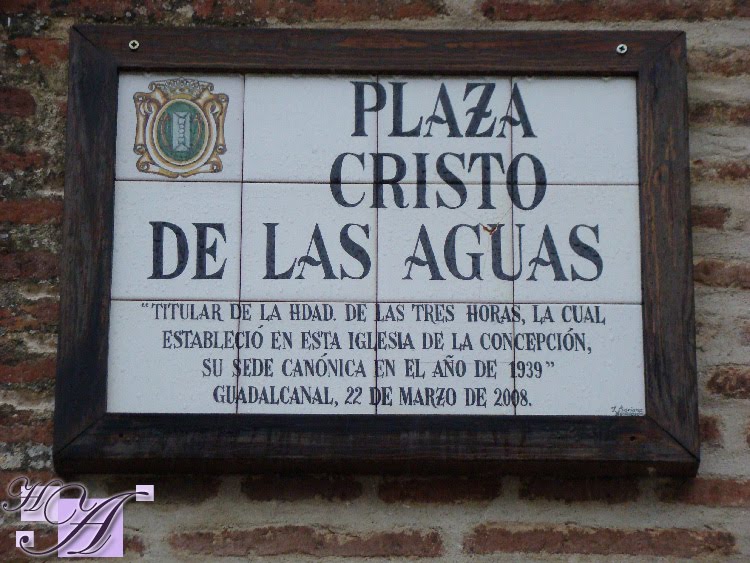 PLAZA
CRISTO
DE LAS AGUAS
"TITULAR DE LA HDAD. DE LAS TRES HORAS, LA CUAL
ESTABLECIÓ EN ESTA IGLESIA DE LA CONCEPCIÓN,
SU SEDE CANÓNICA EN EL AÑO DE 1939"
GUADALCANAL, 22 DE MARZO DE 2008.
HA